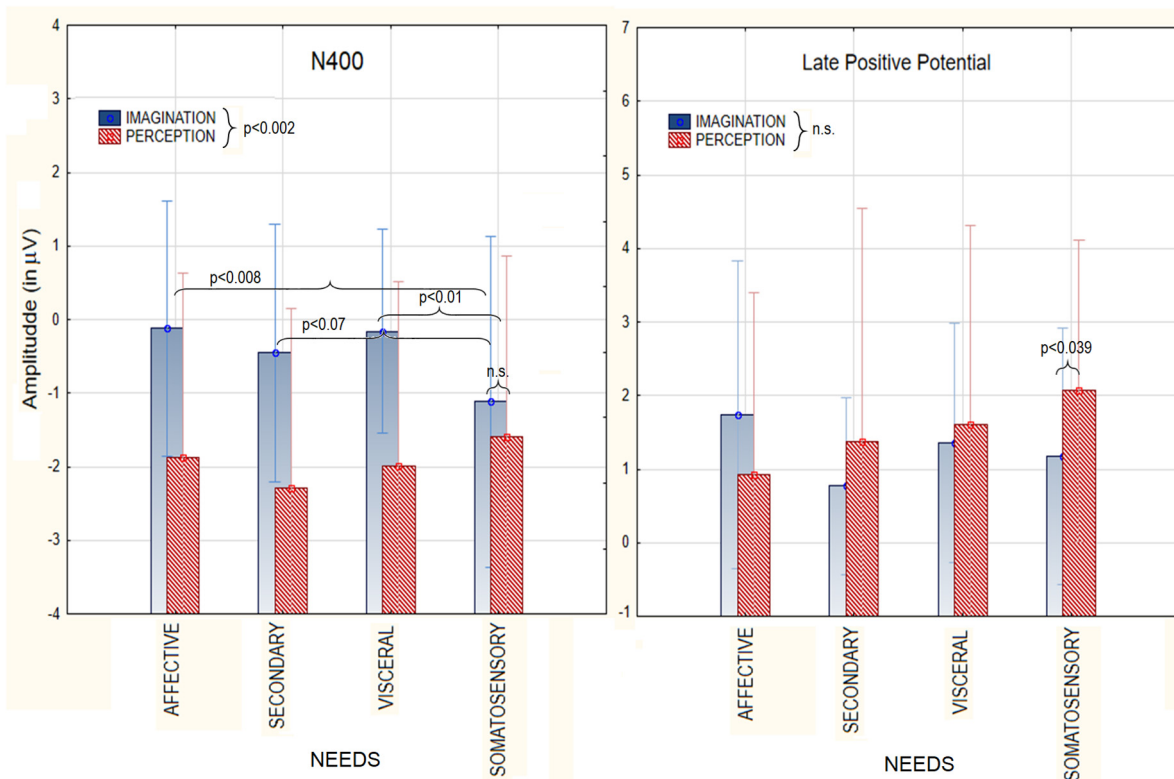 N400
IMAGINATION
PERCEPTION
p<0.002
Amplitudde (in μV)
4
3
2
1
0
-1
-2
-3
-4
p<0.008
p<0.01
p<0.07
n.s.
AFFECTIVE
SECONDARY
VISCERAL
SOMATOSENSORY
NEEDS
Late Positive Potential
IMAGINATION
PERCEPTION
n.s.
7
6
5
4
3
2
1
0
-1
p<0.039
AFFECTIVE
SECONDARY
VISCERAL
SOMATOSENSORY
NEEDS